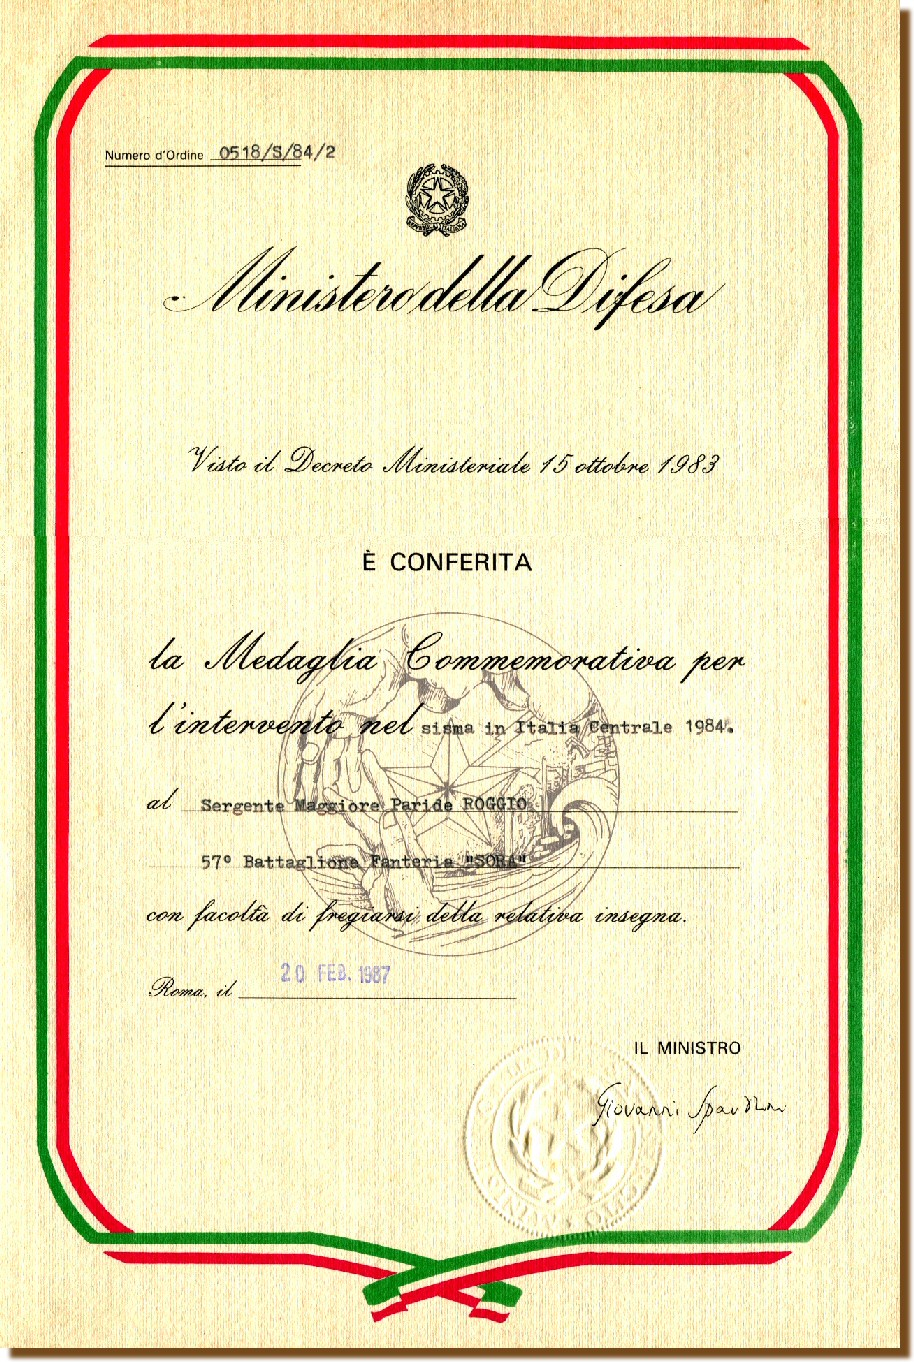 Numero d'Ordine 0518/S/84/2
Ministero della Difesa
Visto il Decreto Ministeriale 15 ottobre 1983
È CONFERITA
la Medaglia Commemorativa per
l'intervento nel sisma in Italia Centrale 1984.
al Sergente Maggiore Paride ROGGIO
57° Battaglione Fanteria "SORA"
con facoltà di fregiarsi della relativa insegna.
Roma, il 20 FEB. 1987
IL MINISTRO
Giovanni Spadolini